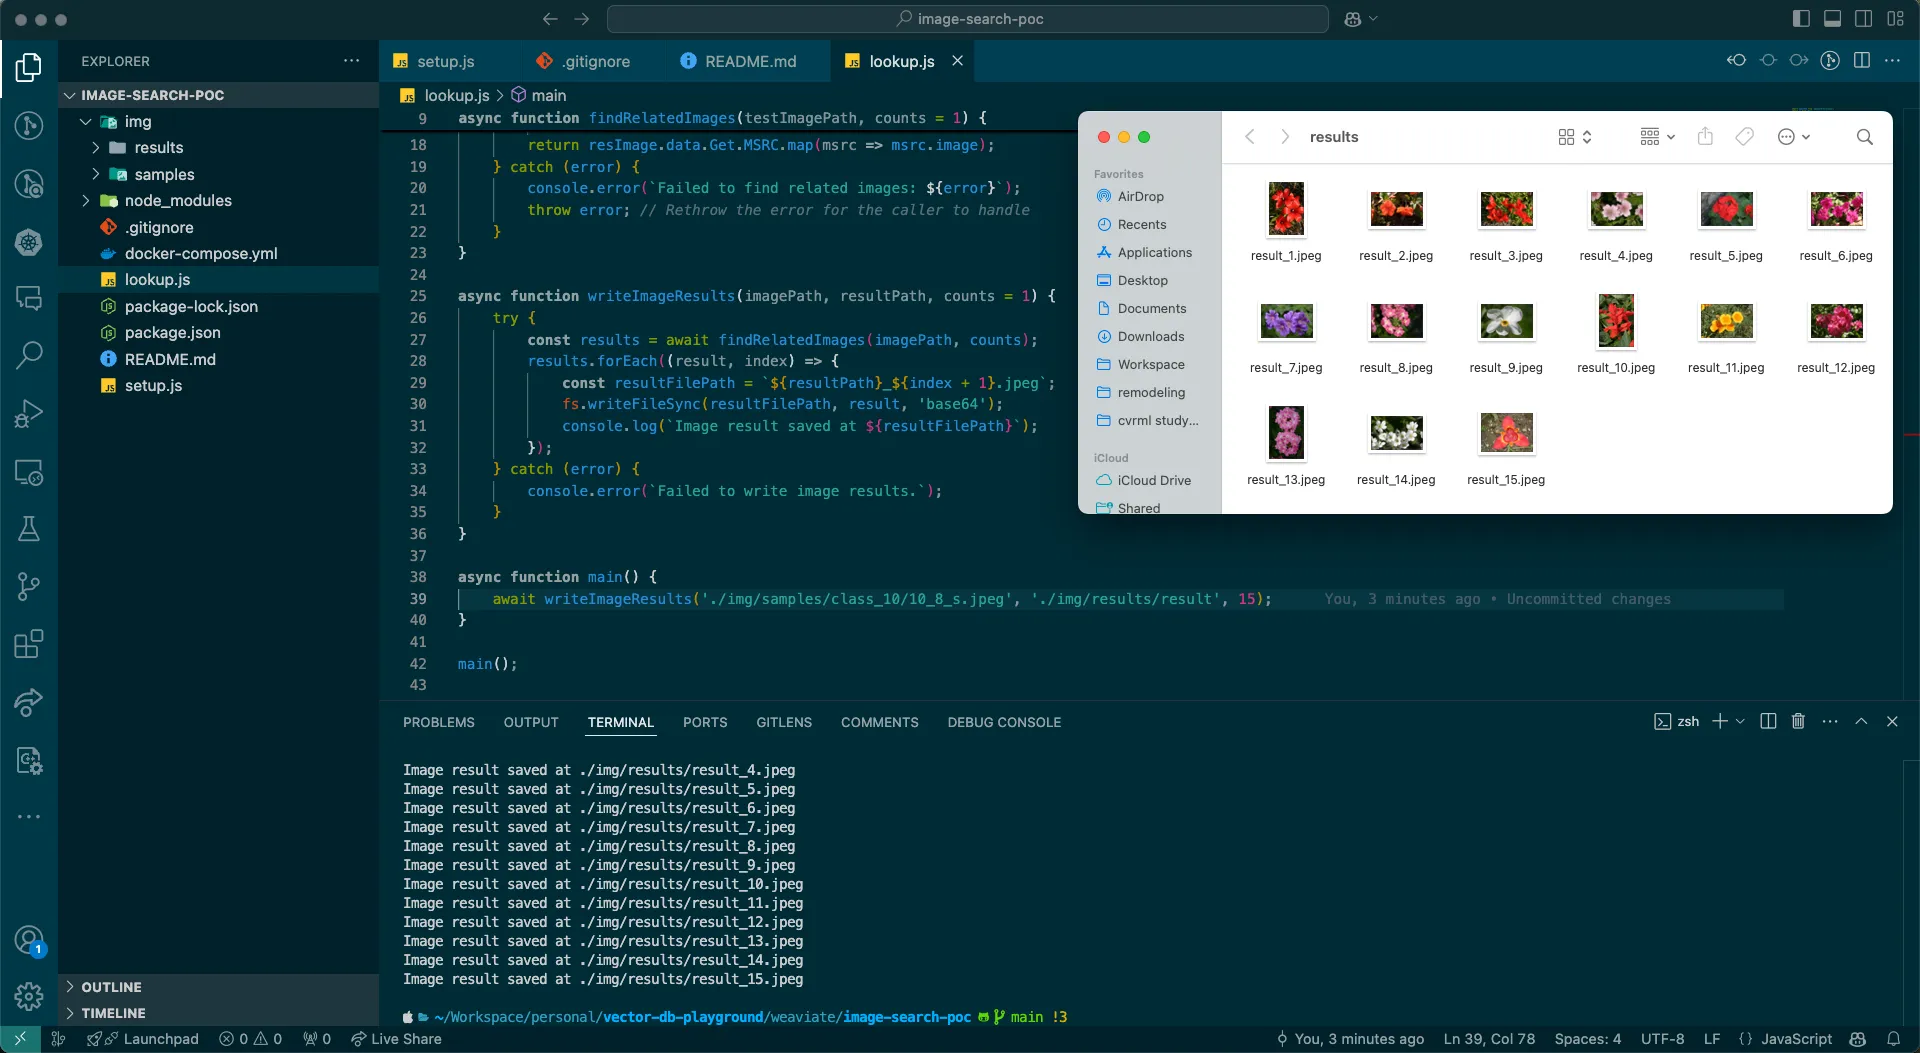 image-search-poc
EXPLORER
setup.js
.gitignore
README.md
lookup.js
IMAGE-SEARCH-POC
img
results
samples
node_modules
.gitignore
docker-compose.yml
lookup.js
package-lock.json
package.json
README.md
setup.js
OUTLINE
TIMELINE
lookup.js > main
9 async function findRelatedImages(testImagePath, counts = 1) {
18 return resImage.data.Get.MSRC.map(msrc => msrc.image);
19 } catch (error) {
20 console.error(`Failed to find related images: ${error}`);
21 throw error; // Rethrow the error for the caller to handle
22 }
23 }
24
25 async function writeImageResults(imagePath, resultPath, counts = 1) {
26 try {
27 const results = await findRelatedImages(imagePath, counts);
28 results.forEach((result, index) => {
29 const resultFilePath = `${resultPath}_${index + 1}.jpeg`;
30 fs.writeFileSync(resultFilePath, result, 'base64');
31 console.log(`Image result saved at ${resultFilePath}`);
32 });
33 } catch (error) {
34 console.error(`Failed to write image results.`);
35 }
36 }
37
38 async function main() {
39 await writeImageResults('./img/samples/class_10/10_8_s.jpeg', './img/results/result', 15); You, 3 minutes ago • Uncommitted changes
40 }
41
42 main();
43
results
Favorites
AirDrop
Recents
Applications
Desktop
Documents
Downloads
Workspace
remodeling
cvrml study...
iCloud
iCloud Drive
Shared
result_1.jpeg
result_2.jpeg
result_3.jpeg
result_4.jpeg
result_5.jpeg
result_6.jpeg
result_7.jpeg
result_8.jpeg
result_9.jpeg
result_10.jpeg
result_11.jpeg
result_12.jpeg
result_13.jpeg
result_14.jpeg
result_15.jpeg
PROBLEMS
OUTPUT
TERMINAL
PORTS
GITLENS
COMMENTS
DEBUG CONSOLE
zsh
Image result saved at ./img/results/result_4.jpeg
Image result saved at ./img/results/result_5.jpeg
Image result saved at ./img/results/result_6.jpeg
Image result saved at ./img/results/result_7.jpeg
Image result saved at ./img/results/result_8.jpeg
Image result saved at ./img/results/result_9.jpeg
Image result saved at ./img/results/result_10.jpeg
Image result saved at ./img/results/result_11.jpeg
Image result saved at ./img/results/result_12.jpeg
Image result saved at ./img/results/result_13.jpeg
Image result saved at ./img/results/result_14.jpeg
Image result saved at ./img/results/result_15.jpeg
~/Workspace/personal/vector-db-playground/weaviate/image-search-poc main !3
1
Launchpad
0
0
0
Live Share
You, 3 minutes ago
Ln 39, Col 78
Spaces: 4
UTF-8
LF
{} JavaScript